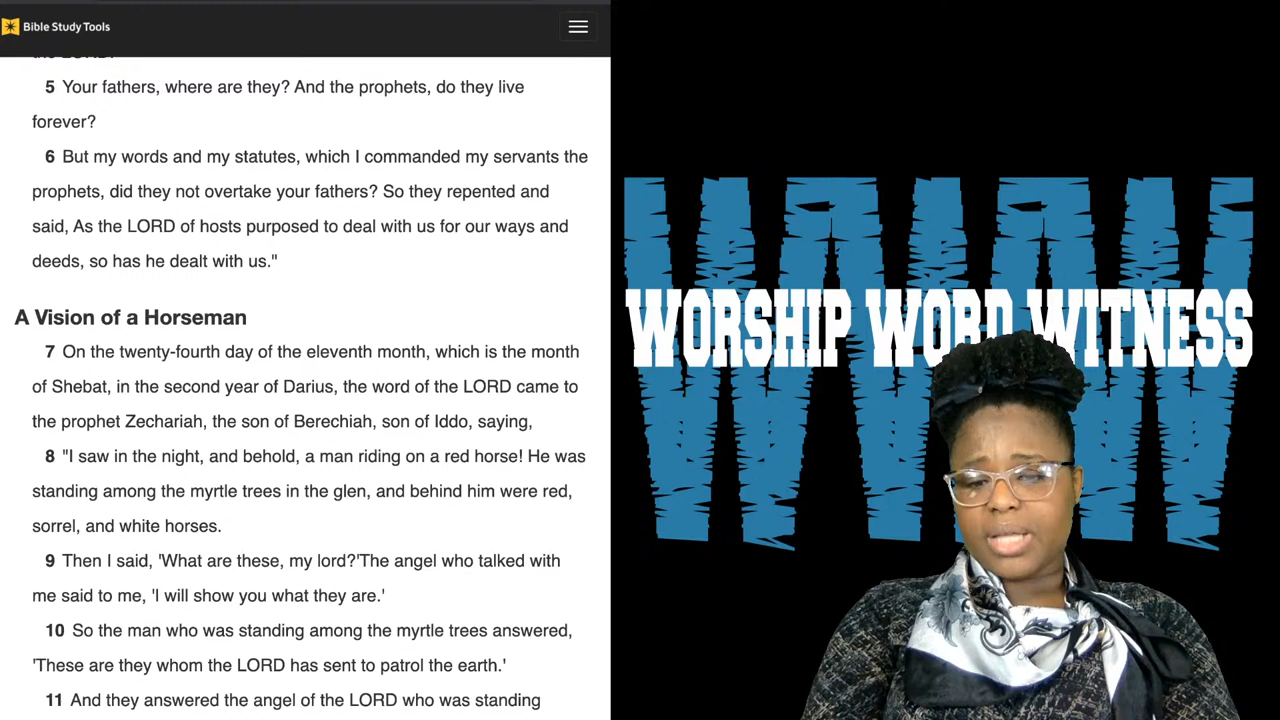 Bible Study Tools
5 Your fathers, where are they? And the prophets, do they live
forever?
6 But my words and my statutes, which I commanded my servants the
prophets, did they not overtake your fathers? So they repented and
said, As the LORD of hosts purposed to deal with us for our ways and
deeds, so has he dealt with us."
A Vision of a Horseman
7 On the twenty-fourth day of the eleventh month, which is the month
of Shebat, in the second year of Darius, the word of the LORD came to
the prophet Zechariah, the son of Berechiah, son of Iddo, saying,
8 "I saw in the night, and behold, a man riding on a red horse! He was
standing among the myrtle trees in the glen, and behind him were red,
sorrel, and white horses.
9 Then I said, 'What are these, my lord?'The angel who talked with
me said to me, 'I will show you what they are.'
10 So the man who was standing among the myrtle trees answered,
'These are they whom the LORD has sent to patrol the earth.'
11 And they answered the angel of the LORD who was standing
WWW
WORSHIP WORD WITNESS